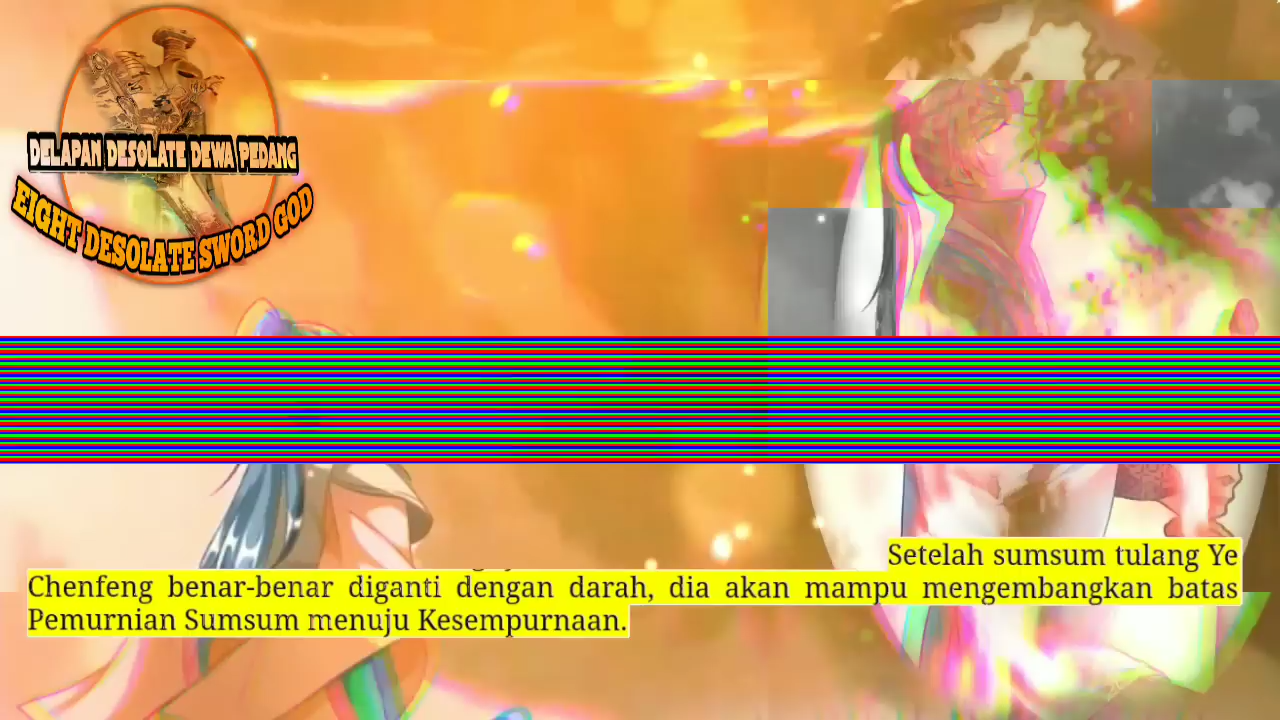 DELAPAN DESOLATE DEWA PEDANG
EIGHT DESOLATE SWORD GOD
Setelah sumsum tulang Ye
Chenfeng benar-benar diganti dengan darah, dia akan mampu mengembangkan batas
Pemurnian Sumsum menuju Kesempurnaan.